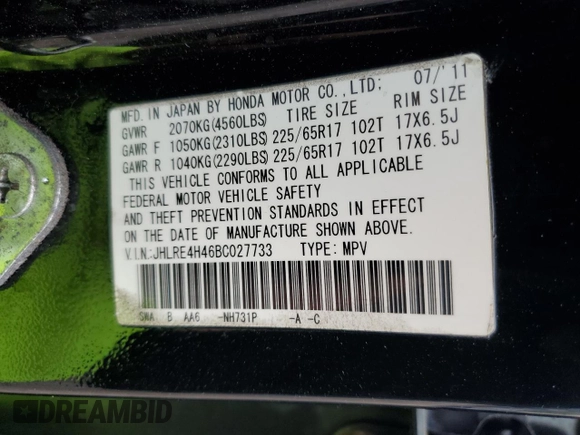 MFD. IN JAPAN BY HONDA MOTOR CO., LTD; 07/'11
GVWR 2070KG(4560LBS) TIRE SIZE RIM SIZE
GAWR F 1050KG(2310LBS) 225/65R17 102T 17X6.5J
GAWR R 1040KG(2290LBS) 225/65R17 102T 17X6.5J
THIS VEHICLE CONFORMS TO ALL APPLICABLE
FEDERAL MOTOR VEHICLE SAFETY
AND THEFT PREVENTION STANDARDS IN EFFECT
ON THE DATE OF MANUFACTURE SHOWN ABOVE.
V.I.N:JHLRE4H46BC027733 TYPE: MPV
SWA B AA6 -NH731P -A -C
DREAMBID